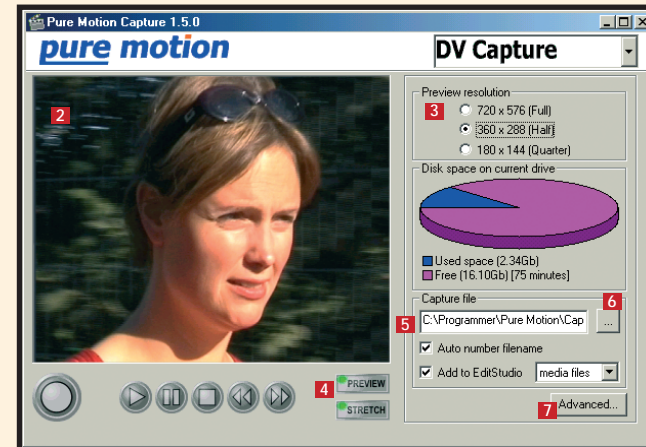 Pure Motion Capture 1.5.0
pure motion
DV Capture
2
Preview resolution
3
720 x 576 (Full)
360 x 288 (Half)
180 x 144 (Quarter)
Disk space on current drive
Used space (2.34Gb)
Free (16.10Gb) [75 minutes]
Capture file
6
5
C:\Programmer\Pure Motion\Cap
...
Auto number filename
Add to EditStudio
media files
4
PREVIEW
STRETCH
7
Advanced...